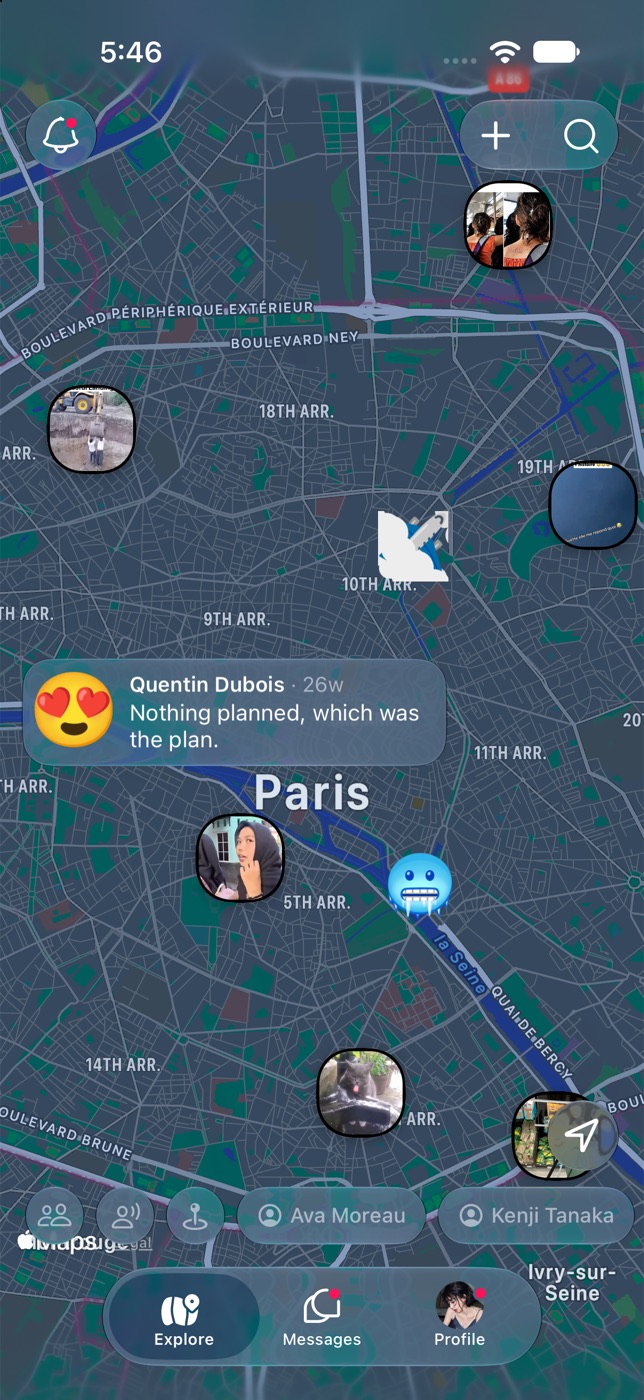 5:46
A 86
BOULEVARD PÉRIPHÉRIQUE EXTÉRIEUR
BOULEVARD NEY
18TH ARR.
ARR.
19TH ARR.
10TH ARR.
TH ARR.
9TH ARR.
Quentin Dubois · 26w
Nothing planned, which was
the plan.
20
11TH ARR.
TH ARR.
Paris
5TH ARR.
la Seine
QUAI DE BERCY
14TH ARR.
ARR.
BOU
OULEVARD BRUNE
Ava Moreau
Kenji Tanaka
Maps
Ivry-sur-
Seine
Explore
Messages
Profile